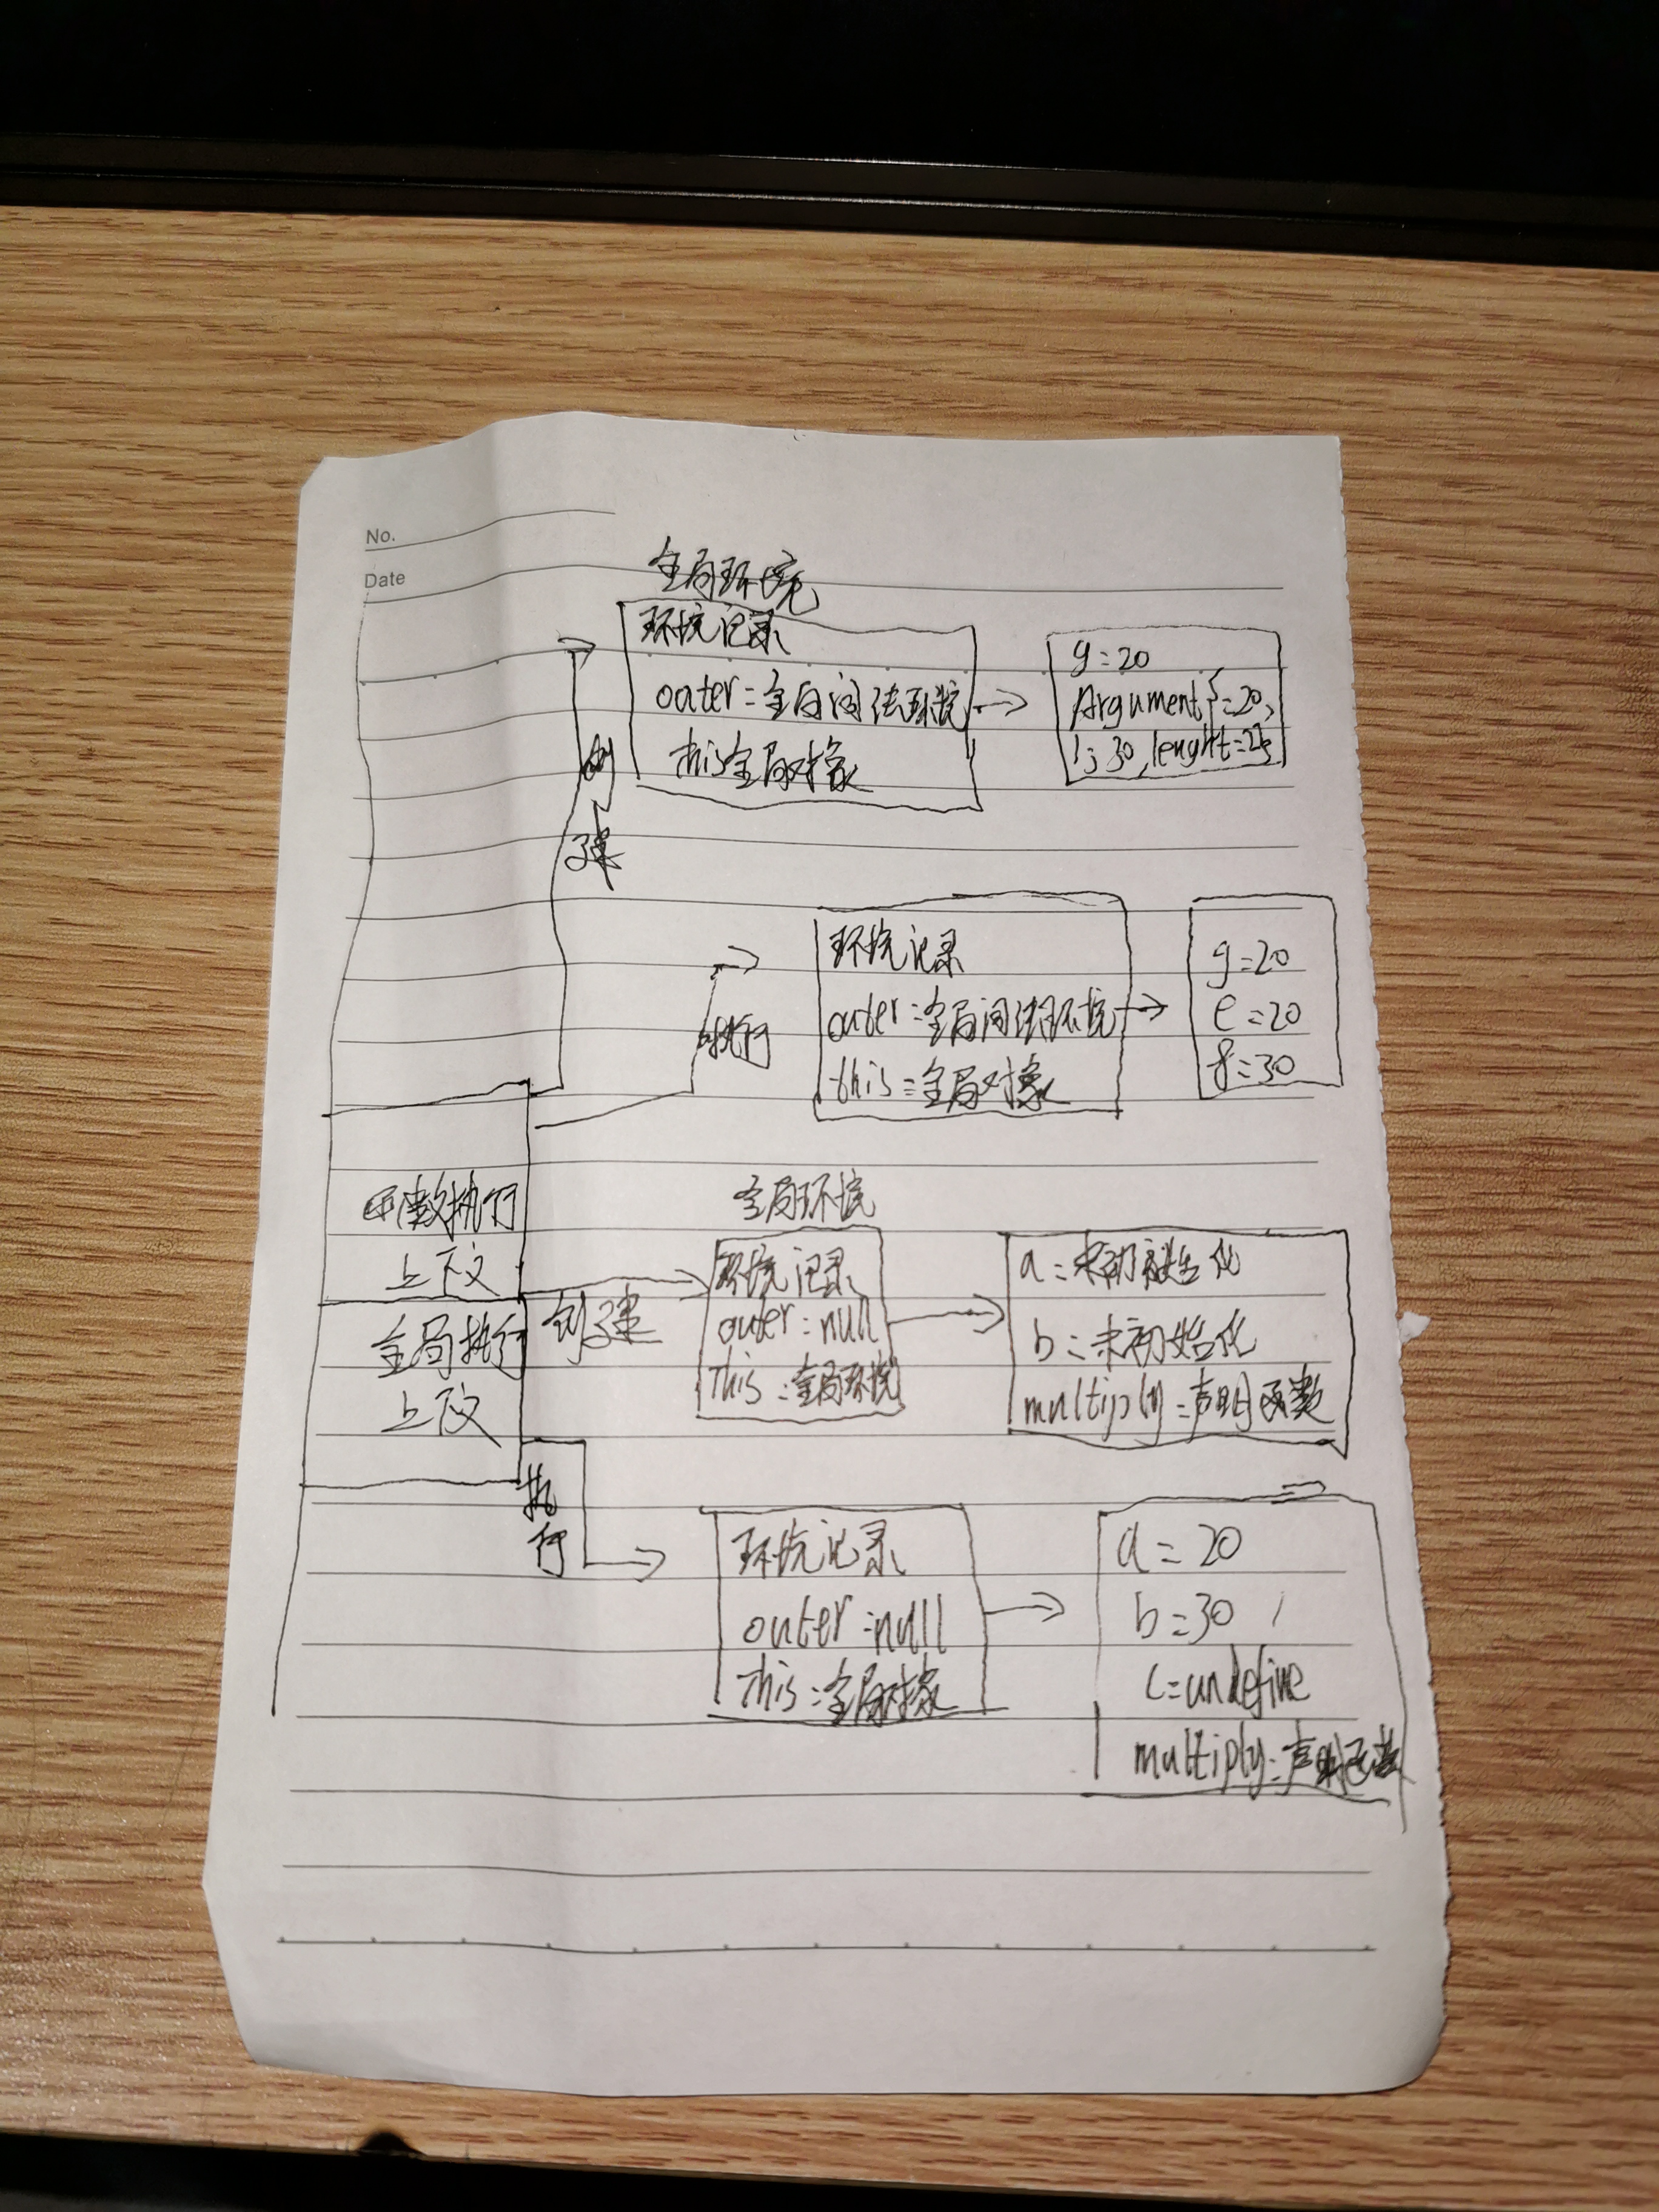 No.
Date
全局环境
环境记录
outer=全局词法环境
this全局对象
g=20
Argument{=20,
1:30,lenght=2}
创建
环境记录
outer=全局词法环境
this=全局对象
g=20
e=20
f=30
执行
函数执行
上下文
全局环境
环境记录
outer:null
This:全局环境
a:未初始化
b:未初始化
multiply:声明函数
创建
全局执行
上下文
执行
环境记录
outer:null
this:全局对象
a=20
b=30
c=undefine
multiply:声明函数